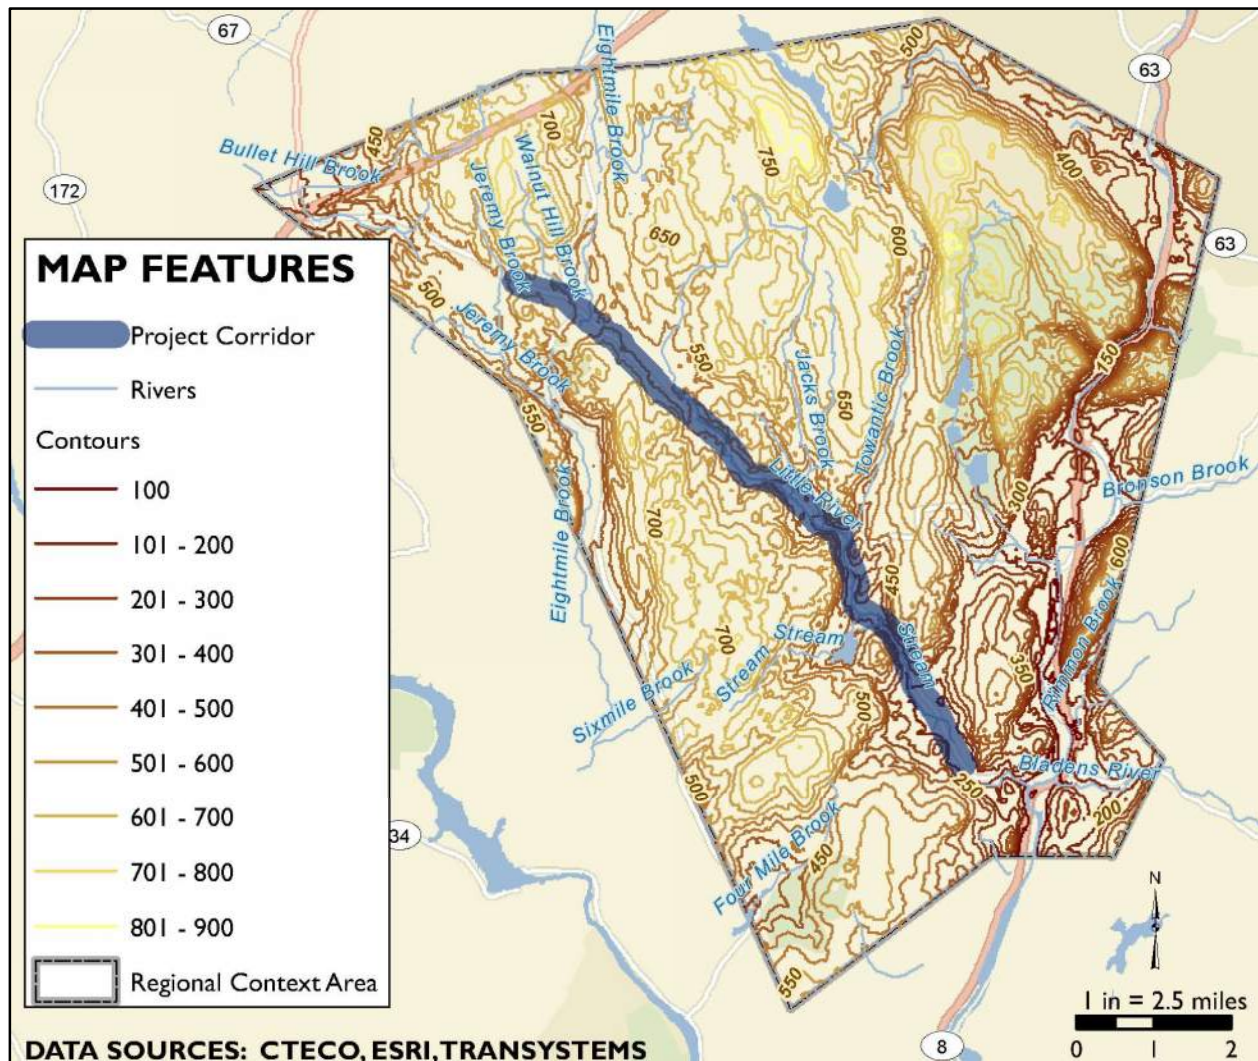 67
Eightmile Brook
500
63
Bullet Hill Brook
450
700
Walnut Hill Brook
Jeremy Brook
750
400
172
650
600
63
MAP FEATURES
Project Corridor
Rivers
Contours
100
101 - 200
201 - 300
301 - 400
401 - 500
501 - 600
601 - 700
701 - 800
801 - 900
Regional Context Area
500
Jeremy Brook
550
550
150
Jacks Brook
650
Towantic Brook
Little River
Bronson Brook
300
Eightmile Brook
700
600
450
Stream
700
Stream
Stream
350
Rimmon Brook
Sixmile Brook
500
Bladens River
250
500
200
34
Four Mile Brook
450
550
N
1 in = 2.5 miles
0 1 2
8
DATA SOURCES: CTECO, ESRI, TRANSYSTEMS